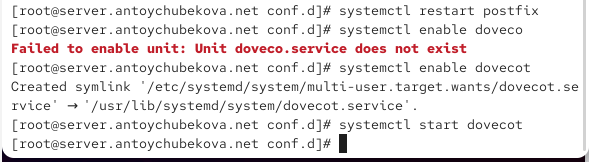 [root@server.antoychubekova.net conf.d]# systemctl restart postfix
[root@server.antoychubekova.net conf.d]# systemctl enable doveco
Failed to enable unit: Unit doveco.service does not exist
[root@server.antoychubekova.net conf.d]# systemctl enable dovecot
Created symlink '/etc/systemd/system/multi-user.target.wants/dovecot.se
rvice' → '/usr/lib/systemd/system/dovecot.service'.
[root@server.antoychubekova.net conf.d]# systemctl start dovecot
[root@server.antoychubekova.net conf.d]#